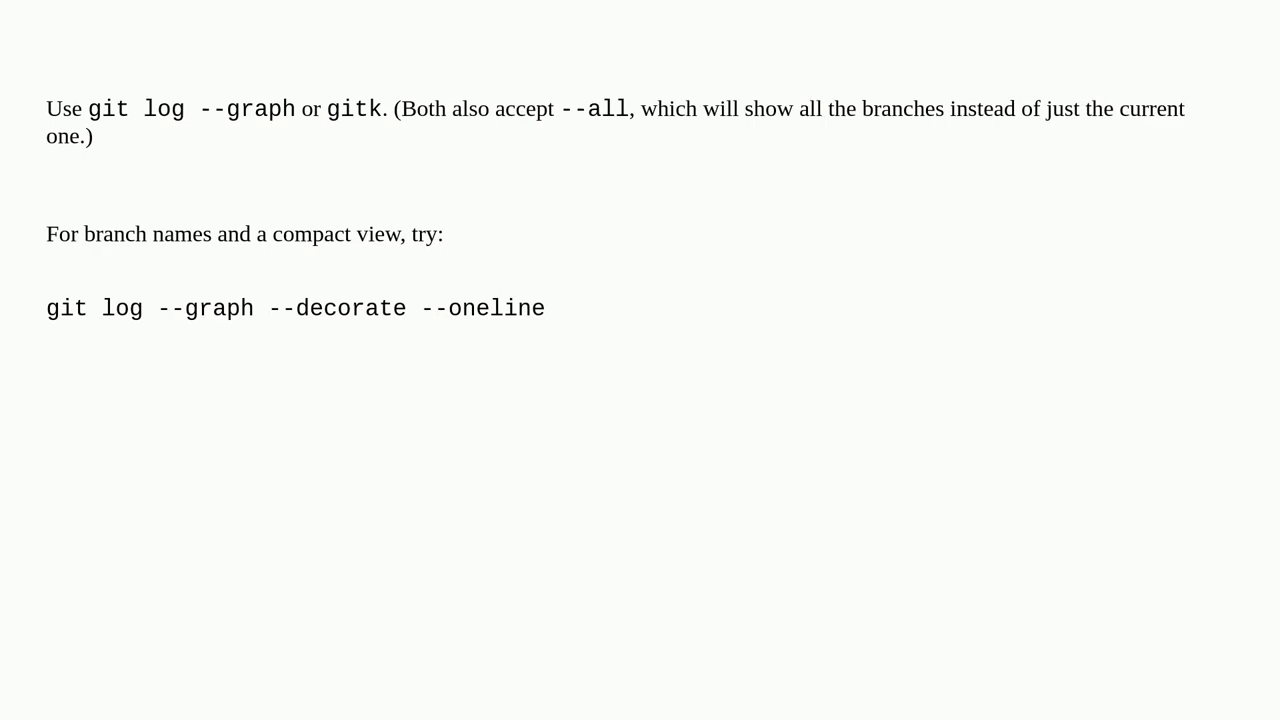 Use git log --graph or gitk. (Both also accept --all, which will show all the branches instead of just the current
one.)
For branch names and a compact view, try:
git log --graph --decorate --oneline